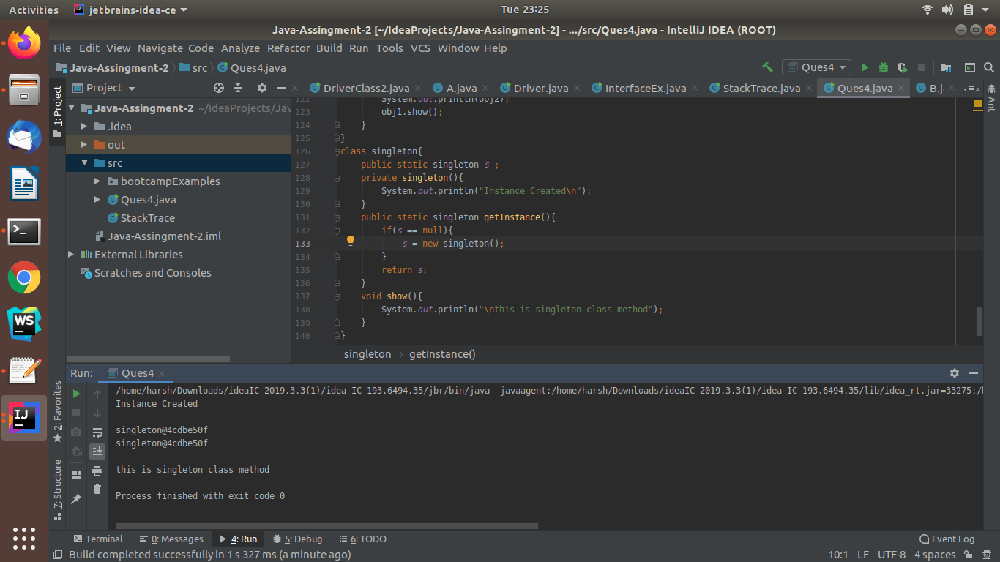 Activities jetbrains-idea-ce Tue 23:25
Java-Assingment-2 [~/IdeaProjects/Java-Assingment-2] - .../src/Ques4.java - IntelliJ IDEA (ROOT)
File Edit View Navigate Code Analyze Refactor Build Run Tools VCS Window Help
Java-Assingment-2 src Ques4.java Ques4
1: Project
Project
Java-Assingment-2 ~/IdeaProjects/Jav
.idea
out
src
bootcampExamples
Ques4.java
StackTrace
Java-Assingment-2.iml
External Libraries
Scratches and Consoles
DriverClass2.java A.java Driver.java InterfaceEx.java StackTrace.java Ques4.java B.j
Ant
122 System.out.println(obj2);
123 obj1.show();
124 }
125 }
126 class singleton{
127 public static singleton s ;
128 private singleton(){
129 System.out.println("Instance Created\n");
130 }
131 public static singleton getInstance(){
132 if(s == null){
133 s = new singleton();
134 }
135 return s;
136 }
137 void show(){
138 System.out.println("\nthis is singleton class method");
139 }
140 }
singleton › getInstance()
WS
IJ
Run: Ques4
2: Favorites
7: Structure
/home/harsh/Downloads/ideaIC-2019.3.3(1)/idea-IC-193.6494.35/jbr/bin/java -javaagent:/home/harsh/Downloads/ideaIC-2019.3.3(1)/idea-IC-193.6494.35/lib/idea_rt.jar=33275:/
Instance Created
singleton@4cdbe50f
singleton@4cdbe50f
this is singleton class method
Process finished with exit code 0
Terminal 0: Messages 4: Run 5: Debug 6: TODO Event Log
Build completed successfully in 1 s 327 ms (a minute ago) 10:1 LF UTF-8 4 spaces